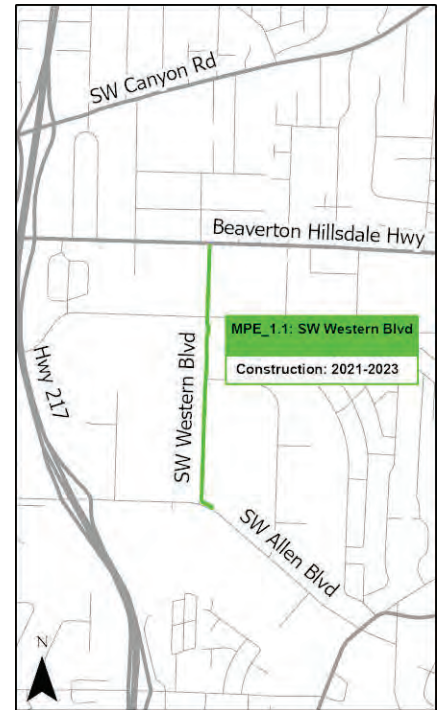 SW Canyon Rd
Beaverton Hillsdale Hwy
MPE_1.1: SW Western Blvd
Construction: 2021-2023
Hwy 217
SW Western Blvd
SW Allen Blvd
N